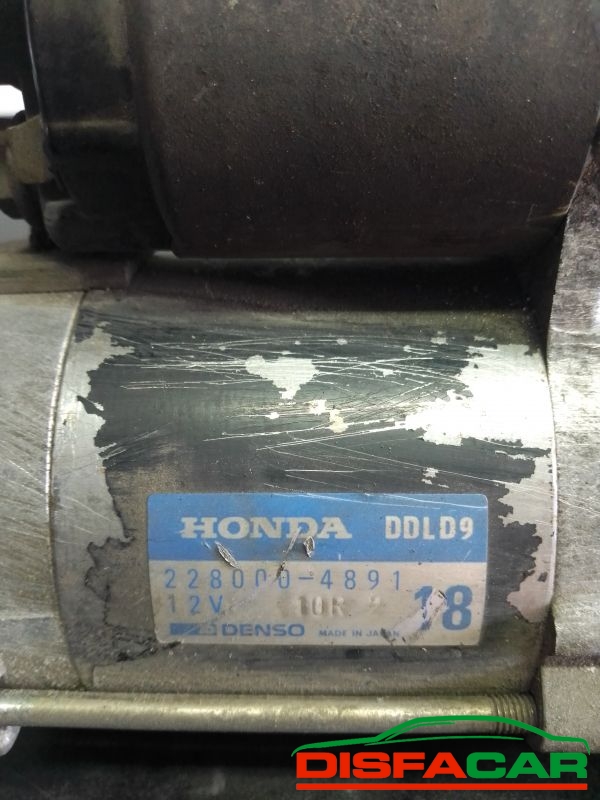 HONDA DDLD9
228000-4891
12V 18
DENSO MADE IN JAPAN
DISFACAR